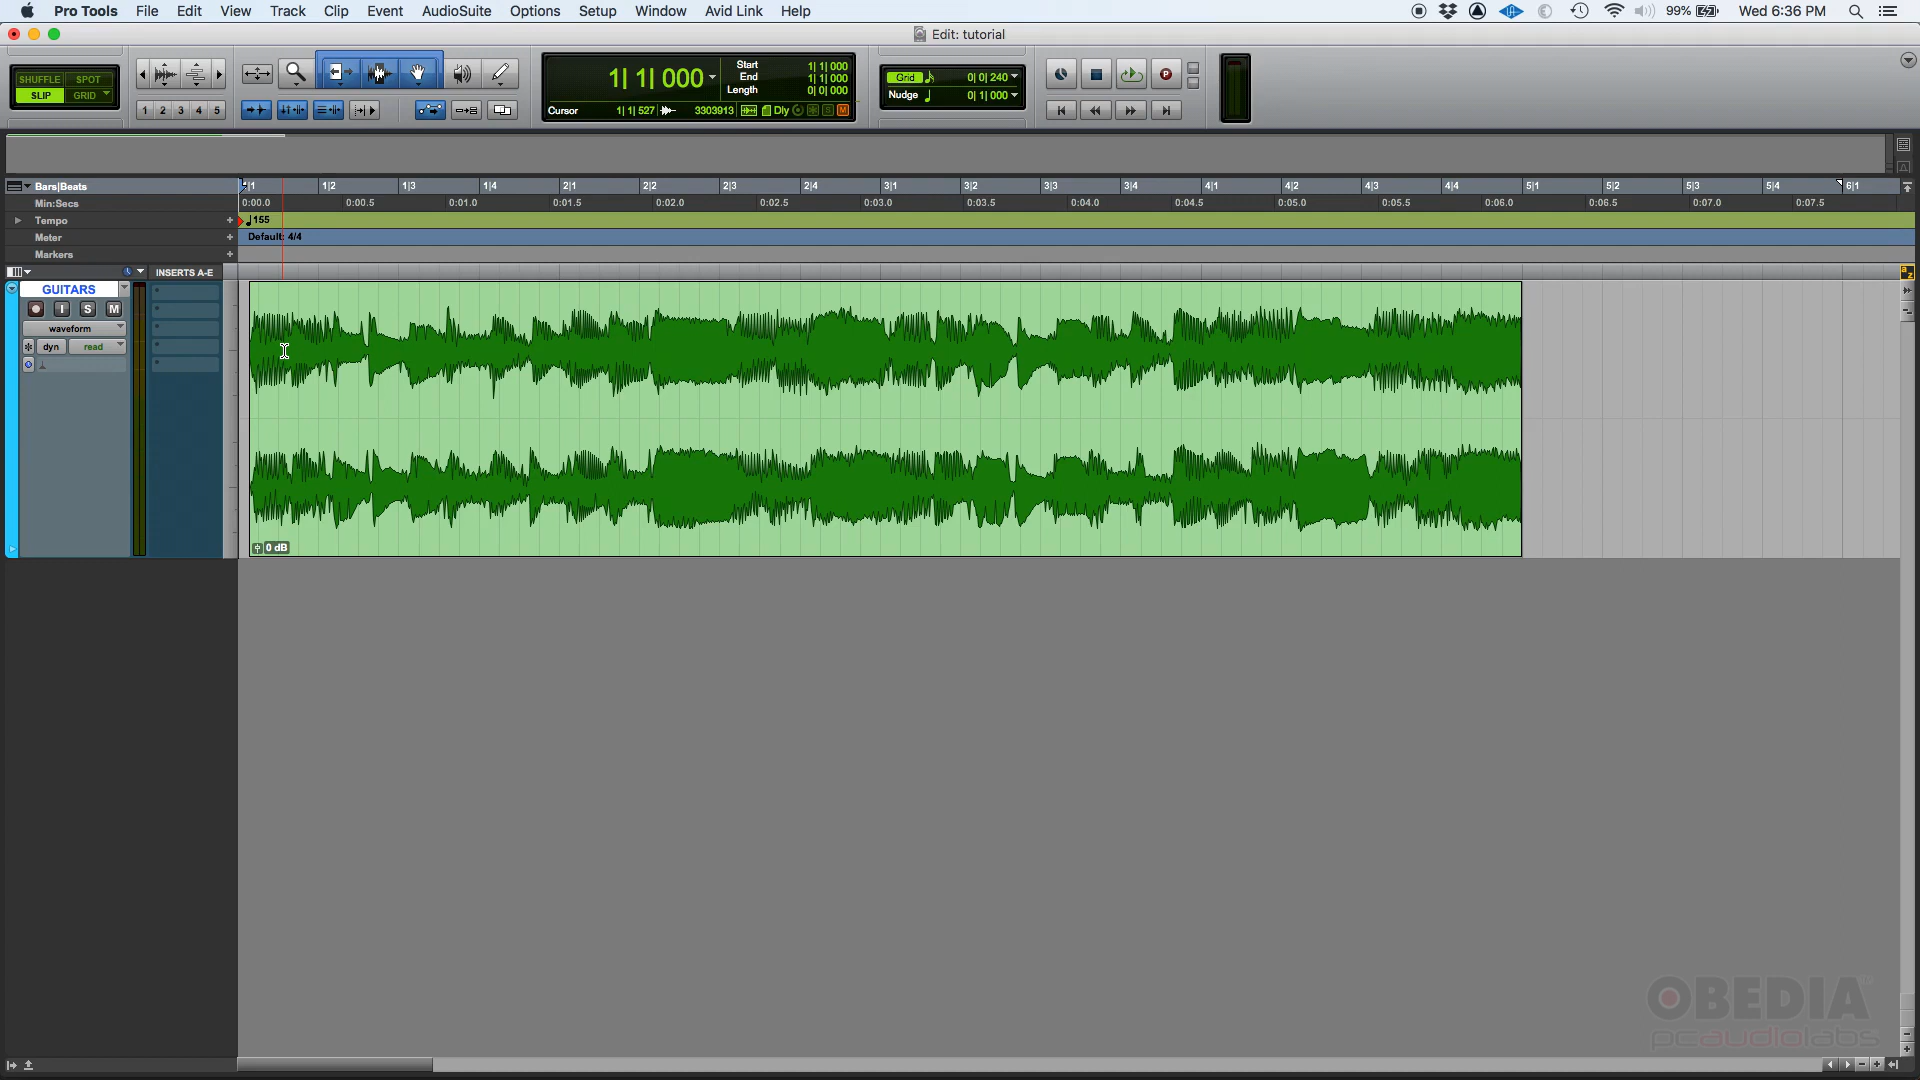 Pro Tools File Edit View Track Clip Event AudioSuite Options Setup Window Avid Link Help 99% Wed 6:36 PM
Edit: tutorial
SHUFFLE SPOT
SLIP GRID
1 2 3 4 5
1| 1| 000
Start 1| 1| 000
End 1| 1| 000
Length 0| 0| 000
Cursor 1| 1| 527 3303913 Dly S M
Grid 0| 0| 240
Nudge 0| 1| 000
P
Bars|Beats 1|1 1|2 1|3 1|4 2|1 2|2 2|3 2|4 3|1 3|2 3|3 3|4 4|1 4|2 4|3 4|4 5|1 5|2 5|3 5|4 6|1
Min:Secs 0:00.0 0:00.5 0:01.0 0:01.5 0:02.0 0:02.5 0:03.0 0:03.5 0:04.0 0:04.5 0:05.0 0:05.5 0:06.0 0:06.5 0:07.0 0:07.5
Tempo + 155
Meter + Default: 4/4
Markers +
INSERTS A-E
a z
GUITARS
I S M
waveform
dyn read
0 dB
OBEDIA
pcaudiolabs